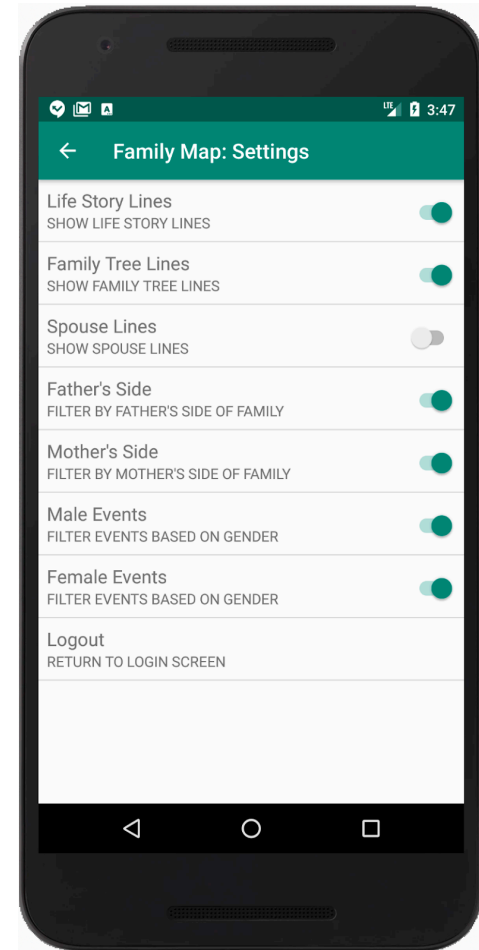 LTE 3:47
Family Map: Settings
Life Story Lines
SHOW LIFE STORY LINES
Family Tree Lines
SHOW FAMILY TREE LINES
Spouse Lines
SHOW SPOUSE LINES
Father's Side
FILTER BY FATHER'S SIDE OF FAMILY
Mother's Side
FILTER BY MOTHER'S SIDE OF FAMILY
Male Events
FILTER EVENTS BASED ON GENDER
Female Events
FILTER EVENTS BASED ON GENDER
Logout
RETURN TO LOGIN SCREEN